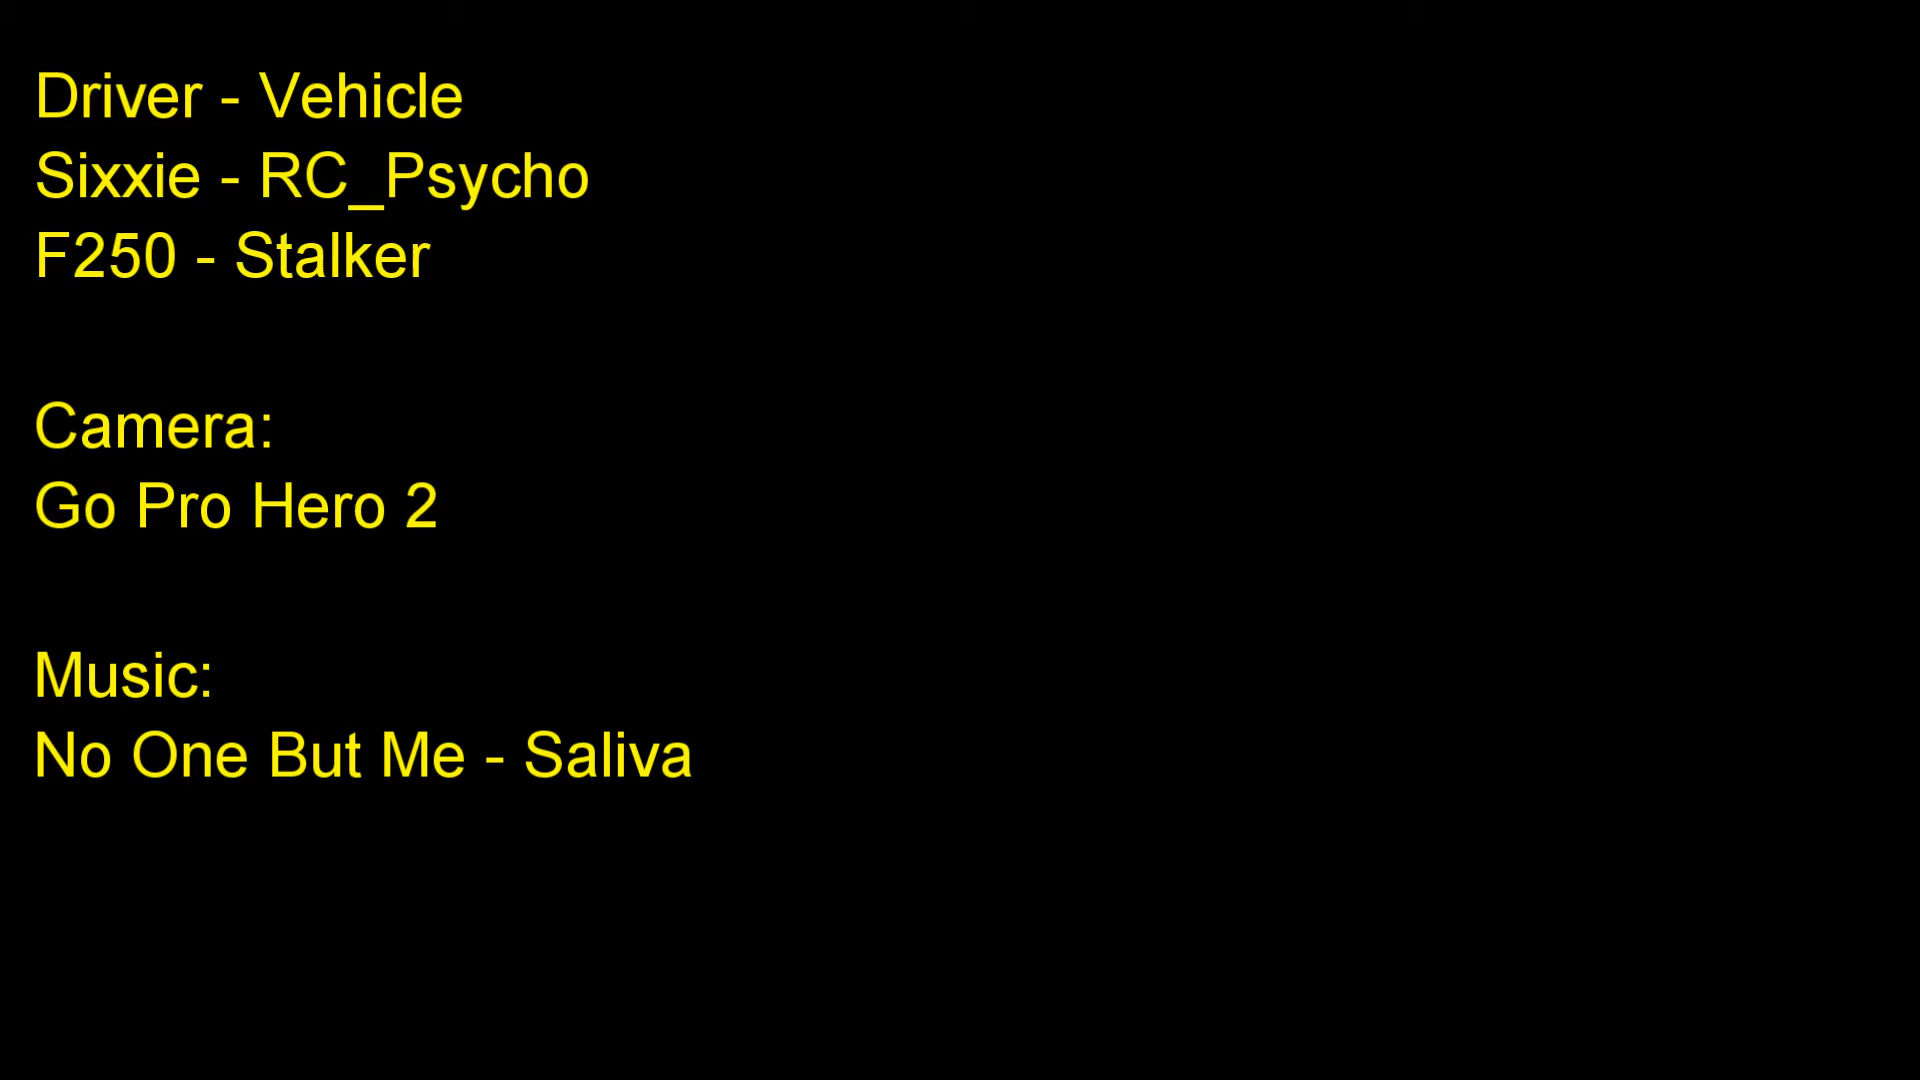 Driver - Vehicle
Sixxie - RC_Psycho
F250 - Stalker
Camera:
Go Pro Hero 2
Music:
No One But Me - Saliva